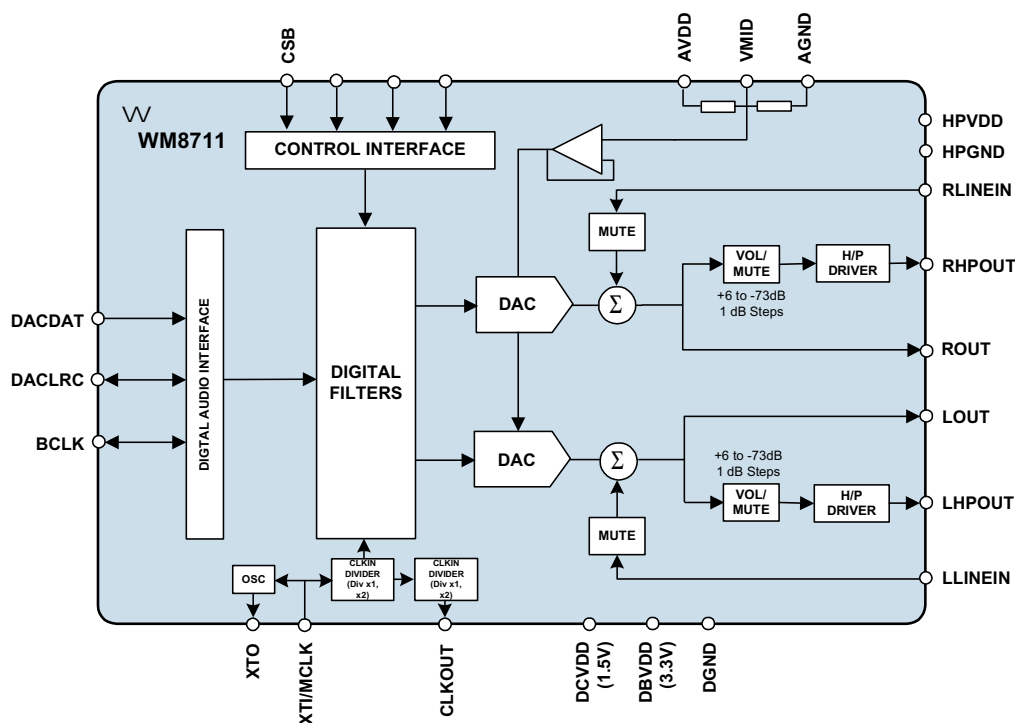 CSB
AVDD
VMID
AGND
WM8711
CONTROL INTERFACE
HPVDD
HPGND
RLINEIN
MUTE
VOL/
MUTE
H/P
DRIVER
RHPOUT
+6 to -73dB
1 dB Steps
DAC
Σ
ROUT
DACDAT
DACLRC
BCLK
DIGTAL AUDIO INTERFACE
DIGITAL
FILTERS
LOUT
DAC
Σ
+6 to -73dB
1 dB Steps
VOL/
MUTE
H/P
DRIVER
LHPOUT
MUTE
LLINEIN
OSC
CLKIN
DIVIDER
(Div x1,
x2)
CLKIN
DIVIDER
(Div x1,
x2)
XTO
XTI/MCLK
CLKOUT
DCVDD
(1.5V)
DBVDD
(3.3V)
DGND